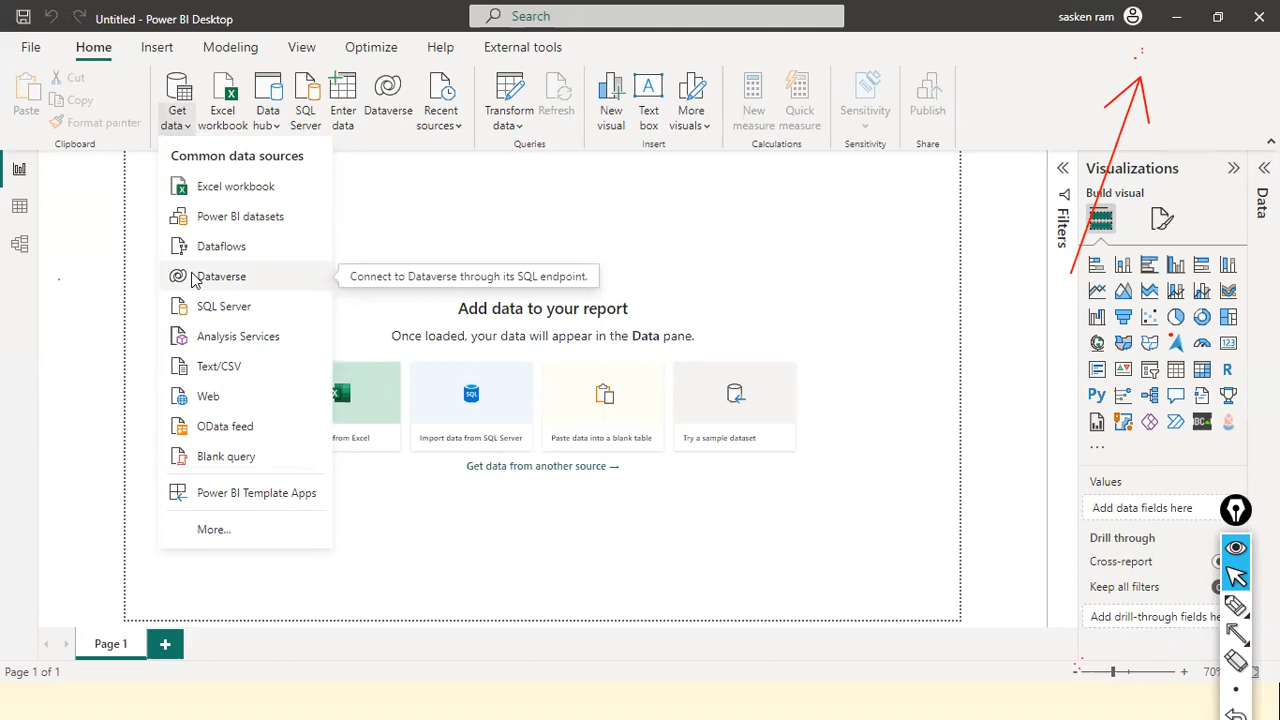 Untitled - Power BI Desktop
Search
sasken ram
File
Home
Insert
Modeling
View
Optimize
Help
External tools
Paste
Cut
Copy
Format painter
Clipboard
Get data
Excel workbook
Data hub
SQL Server
Enter data
Dataverse
Recent sources
Transform data
Refresh
Queries
New visual
Text box
More visuals
Insert
New measure
Quick measure
Calculations
Sensitivity
Sensitivity
Publish
Share
Common data sources
Excel workbook
Power BI datasets
Dataflows
Dataverse
SQL Server
Analysis Services
Text/CSV
Web
OData feed
Blank query
Power BI Template Apps
More...
Connect to Dataverse through its SQL endpoint.
Add data to your report
Once loaded, your data will appear in the Data pane.
from Excel
SQL
Import data from SQL Server
Paste data into a blank table
Try a sample dataset
Get data from another source →
Filters
Visualizations
Build visual
123
R
Py
Values
Add data fields here
Drill through
Cross-report
Keep all filters
Add drill-through fields he
Data
Page 1
Page 1 of 1
70%